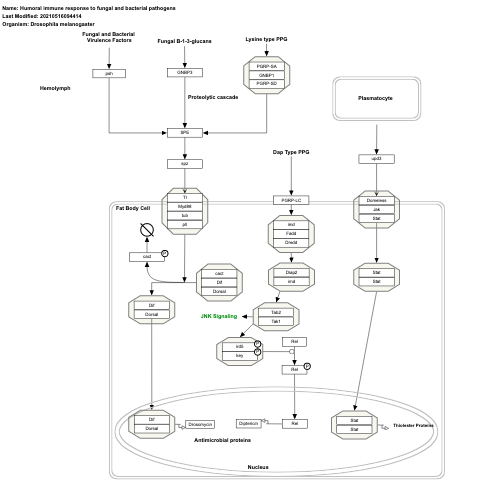 Name: Humoral immune response to fungal and bacterial pathogens
Last Modified: 20210516094414
Organism: Drosophila melanogaster
Fungal and Bacterial
Virulence Factors
Fungal B-1-3-glucans
Lysine type PPG
psh
GNBP3
PGRP-SA
GNBP1
PGRP-SD
Hemolymph
Proteolytic cascade
Plasmatocyte
SPE
Dap Type PPG
spz
upd3
Fat Body Cell
Tl
Myd88
tub
pll
PGRP-LC
Domeless
Jak
Stat
imd
Fadd
Dredd
cact
P
cact
Dif
Dorsal
Diap2
imd
Stat
Stat
Dif
Dorsal
JNK Signaling
Tab2
Tak1
ird5
key
P
P
Rel
Rel
P
Dif
Dorsal
Drosomycin
Diptericin
Rel
Stat
Stat
Thioester Proteins
Antimicrobial proteins
Nucleus